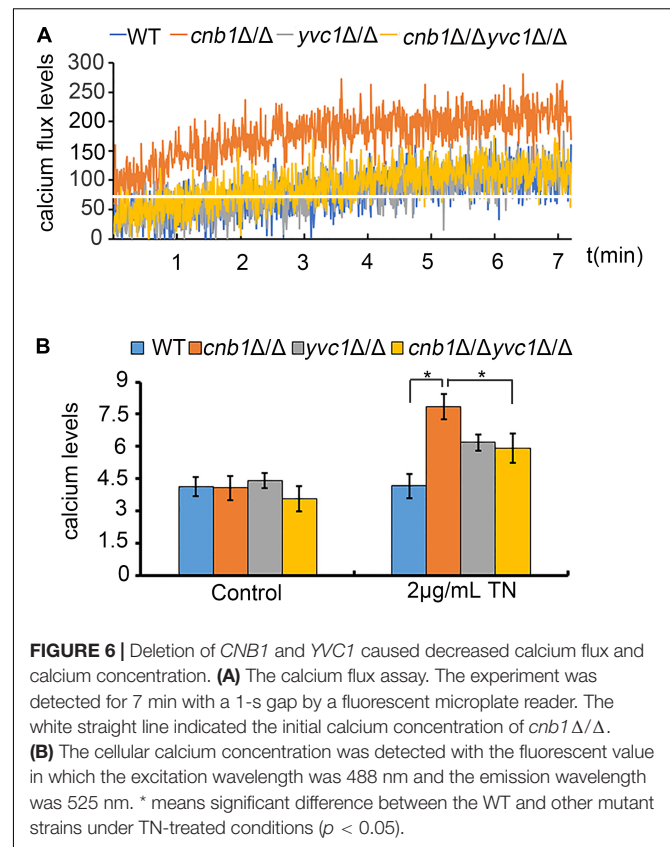 A
WT cnb1Δ/Δ yvc1Δ/Δ cnb1Δ/Δyvc1Δ/Δ
calcium flux levels
300
250
200
150
100
50
0
1 2 3 4 5 6 7 t(min)
B
WT cnb1Δ/Δ yvc1Δ/Δ cnb1Δ/Δyvc1Δ/Δ
calcium levels
9
7.5
6
4.5
3
1.5
0
* *
Control 2µg/mL TN
FIGURE 6 | Deletion of CNB1 and YVC1 caused decreased calcium flux and
calcium concentration. (A) The calcium flux assay. The experiment was
detected for 7 min with a 1-s gap by a fluorescent microplate reader. The
white straight line indicated the initial calcium concentration of cnb1Δ/Δ.
(B) The cellular calcium concentration was detected with the fluorescent value
in which the excitation wavelength was 488 nm and the emission wavelength
was 525 nm. * means significant difference between the WT and other mutant
strains under TN-treated conditions (p < 0.05).